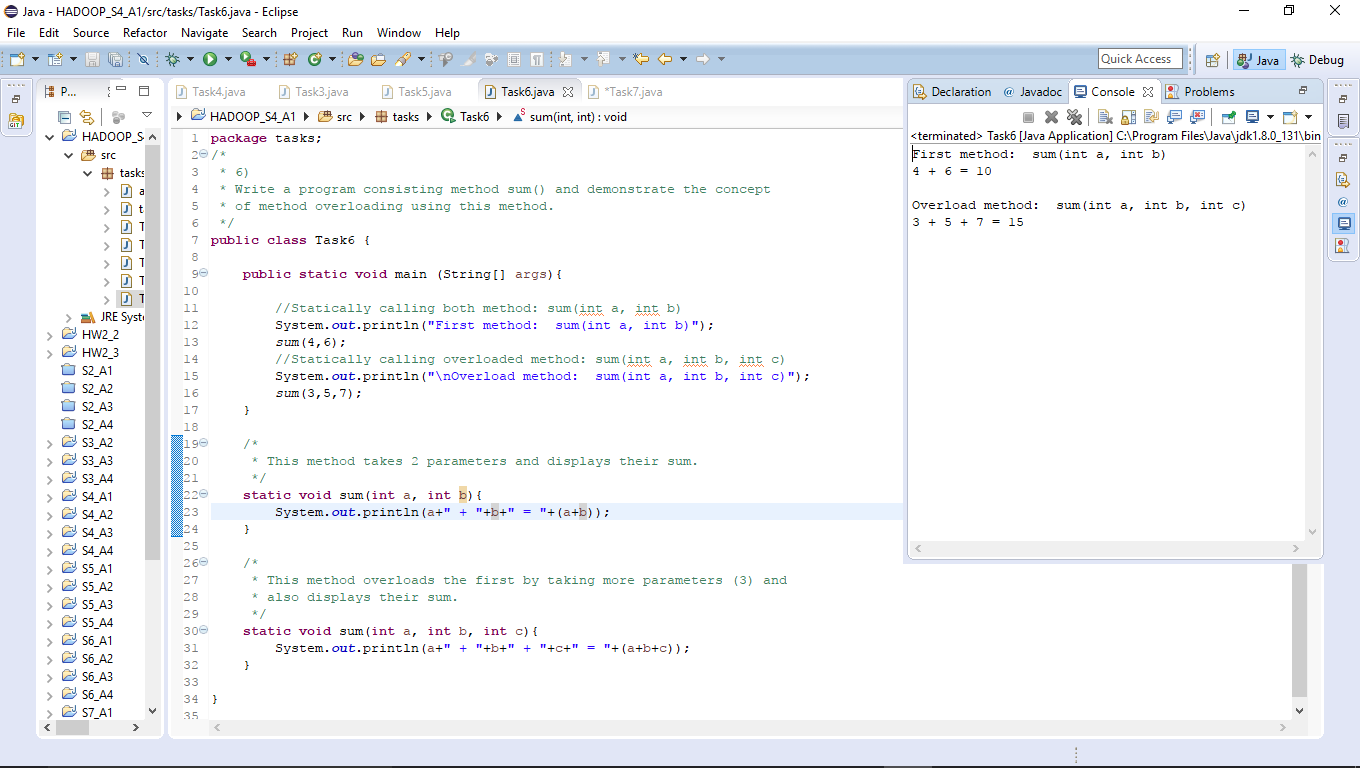 Java - HADOOP_S4_A1/src/tasks/Task6.java - Eclipse
File Edit Source Refactor Navigate Search Project Run Window Help
Quick Access
Java
Debug
P...
HADOOP_S4
src
tasks
JRE Syste
HW2_2
HW2_3
S2_A1
S2_A2
S2_A3
S2_A4
S3_A2
S3_A3
S3_A4
S4_A1
S4_A2
S4_A3
S4_A4
S5_A1
S5_A2
S5_A3
S5_A4
S6_A1
S6_A2
S6_A3
S6_A4
S7_A1
Task4.java Task3.java Task5.java Task6.java *Task7.java
HADOOP_S4_A1 src tasks Task6 sum(int, int) : void
1 package tasks;
2 /*
3 * 6)
4 * Write a program consisting method sum() and demonstrate the concept
5 * of method overloading using this method.
6 */
7 public class Task6 {
8
9 public static void main (String[] args){
10
11 //Statically calling both method: sum(int a, int b)
12 System.out.println("First method:  sum(int a, int b)");
13 sum(4,6);
14 //Statically calling overloaded method: sum(int a, int b, int c)
15 System.out.println("\nOverload method:  sum(int a, int b, int c)");
16 sum(3,5,7);
17 }
18
19 /*
20 * This method takes 2 parameters and displays their sum.
21 */
22 static void sum(int a, int b){
23 System.out.println(a+" + "+b+" = "+(a+b));
24 }
25
26 /*
27 * This method overloads the first by taking more parameters (3) and
28 * also displays their sum.
29 */
30 static void sum(int a, int b, int c){
31 System.out.println(a+" + "+b+" + "+c+" = "+(a+b+c));
32 }
33
34 }
35
Declaration Javadoc Console Problems
<terminated> Task6 [Java Application] C:\Program Files\Java\jdk1.8.0_131\bin
First method:  sum(int a, int b)
4 + 6 = 10
Overload method:  sum(int a, int b, int c)
3 + 5 + 7 = 15